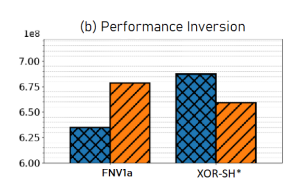 (b) Performance Inversion
1e8
7.00
6.75
6.50
6.25
6.00
FNV1a XOR-SH*